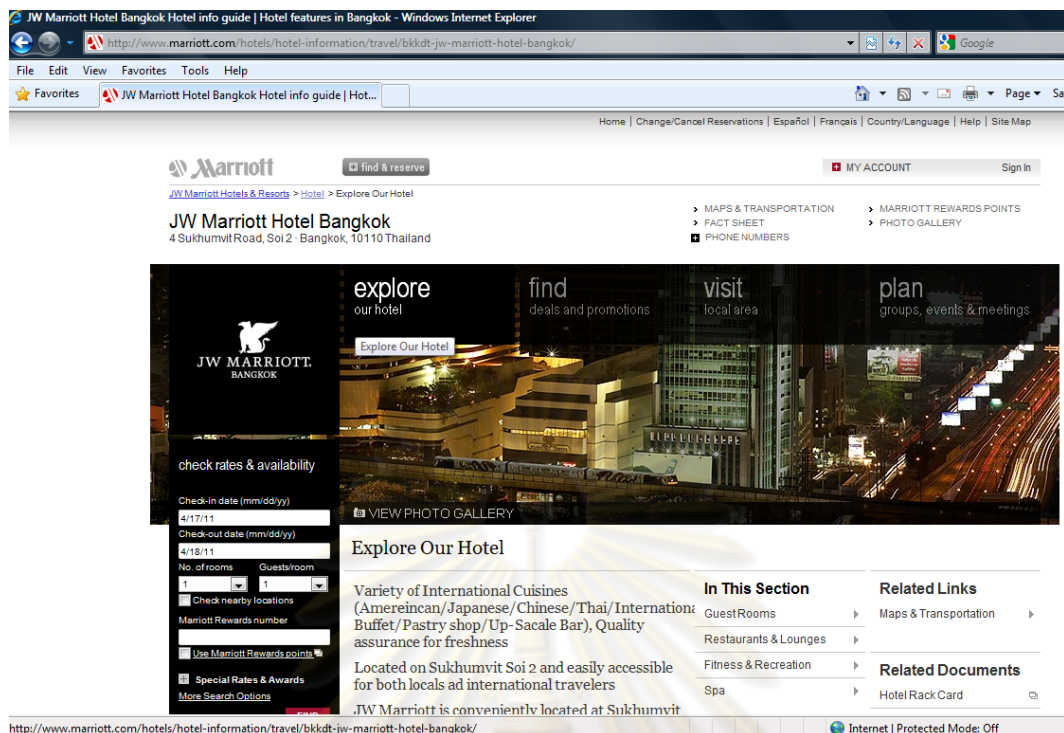 JW Marriott Hotel Bangkok Hotel info guide | Hotel features in Bangkok - Windows Internet Explorer
http://www.marriott.com/hotels/hotel-information/travel/bkkdt-jw-marriott-hotel-bangkok/
Google
File Edit View Favorites Tools Help
Favorites JW Marriott Hotel Bangkok Hotel info guide | Hot... Page Sa
Home | Change/Cancel Reservations | Español | Français | Country/Language | Help | Site Map
Marriott find & reserve MY ACCOUNT Sign In
JW Marriott Hotels & Resorts > Hotel > Explore Our Hotel
JW Marriott Hotel Bangkok
4 Sukhumvit Road, Soi 2 · Bangkok, 10110 Thailand
MAPS & TRANSPORTATION
FACT SHEET
PHONE NUMBERS
MARRIOTT REWARDS POINTS
PHOTO GALLERY
explore
our hotel
find
deals and promotions
visit
local area
plan
groups, events & meetings
Explore Our Hotel
JW MARRIOTT.
BANGKOK
check rates & availability
Check-in date (mm/dd/yy)
4/17/11
Check-out date (mm/dd/yy)
4/18/11
No. of rooms Guests/room
1 1
Check nearby locations
Marriott Rewards number
Use Marriott Rewards points
Special Rates & Awards
More Search Options
FIND
VIEW PHOTO GALLERY
Explore Our Hotel
Variety of International Cuisines
(Amereincan/Japanese/Chinese/Thai/Internationa
Buffet/Pastry shop/Up-Sacale Bar), Quality
assurance for freshness
Located on Sukhumvit Soi 2 and easily accessible
for both locals ad international travelers
JW Marriott is conveniently located at Sukhumvit
In This Section
Guest Rooms
Restaurants & Lounges
Fitness & Recreation
Spa
Related Links
Maps & Transportation
Related Documents
Hotel Rack Card
http://www.marriott.com/hotels/hotel-information/travel/bkkdt-jw-marriott-hotel-bangkok/
Internet | Protected Mode: Off